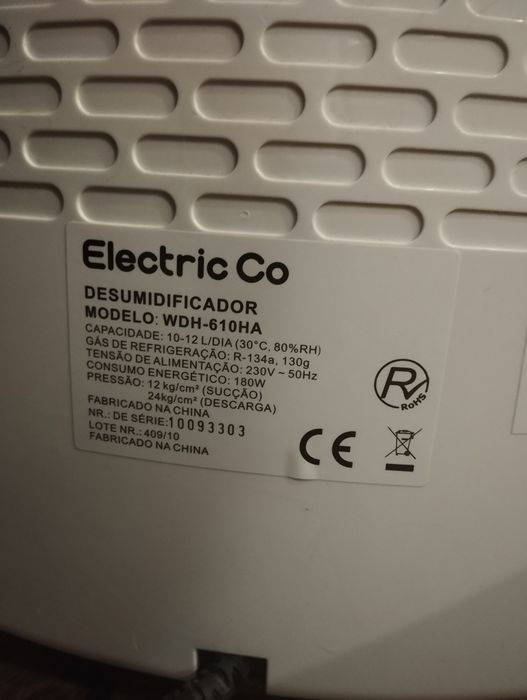 Electric Co
DESUMIDIFICADOR
MODELO: WDH-610HA
CAPACIDADE: 10-12 L/DIA (30°C, 80%RH)
GÁS DE REFRIGERAÇÃO: R-134a, 130g
TENSÃO DE ALIMENTAÇÃO: 230V ~ 50Hz
CONSUMO ENERGÉTICO: 180W
PRESSÃO: 12 kg/cm² (SUCÇÃO)
24kg/cm² (DESCARGA)
FABRICADO NA CHINA
NR.: DE SÉRIE: 10093303
LOTE NR.: 409/10
FABRICADO NA CHINA
R
RoHS
CE